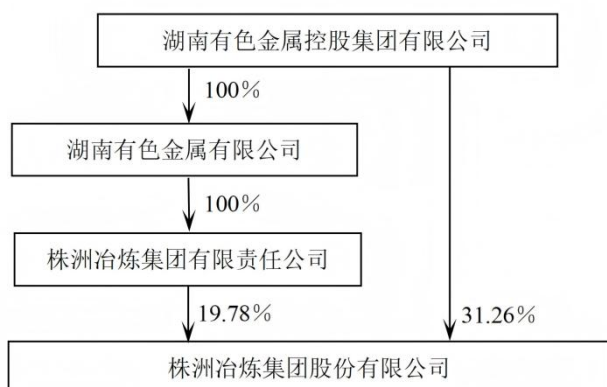 湖南有色金属控股集团有限公司
100%
湖南有色金属有限公司
100%
株洲冶炼集团有限责任公司
19.78%
31.26%
株洲冶炼集团股份有限公司